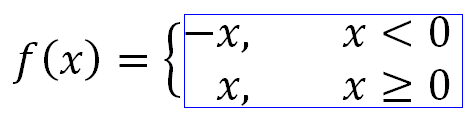 f(x) = { −x, x < 0
x, x ≥ 0